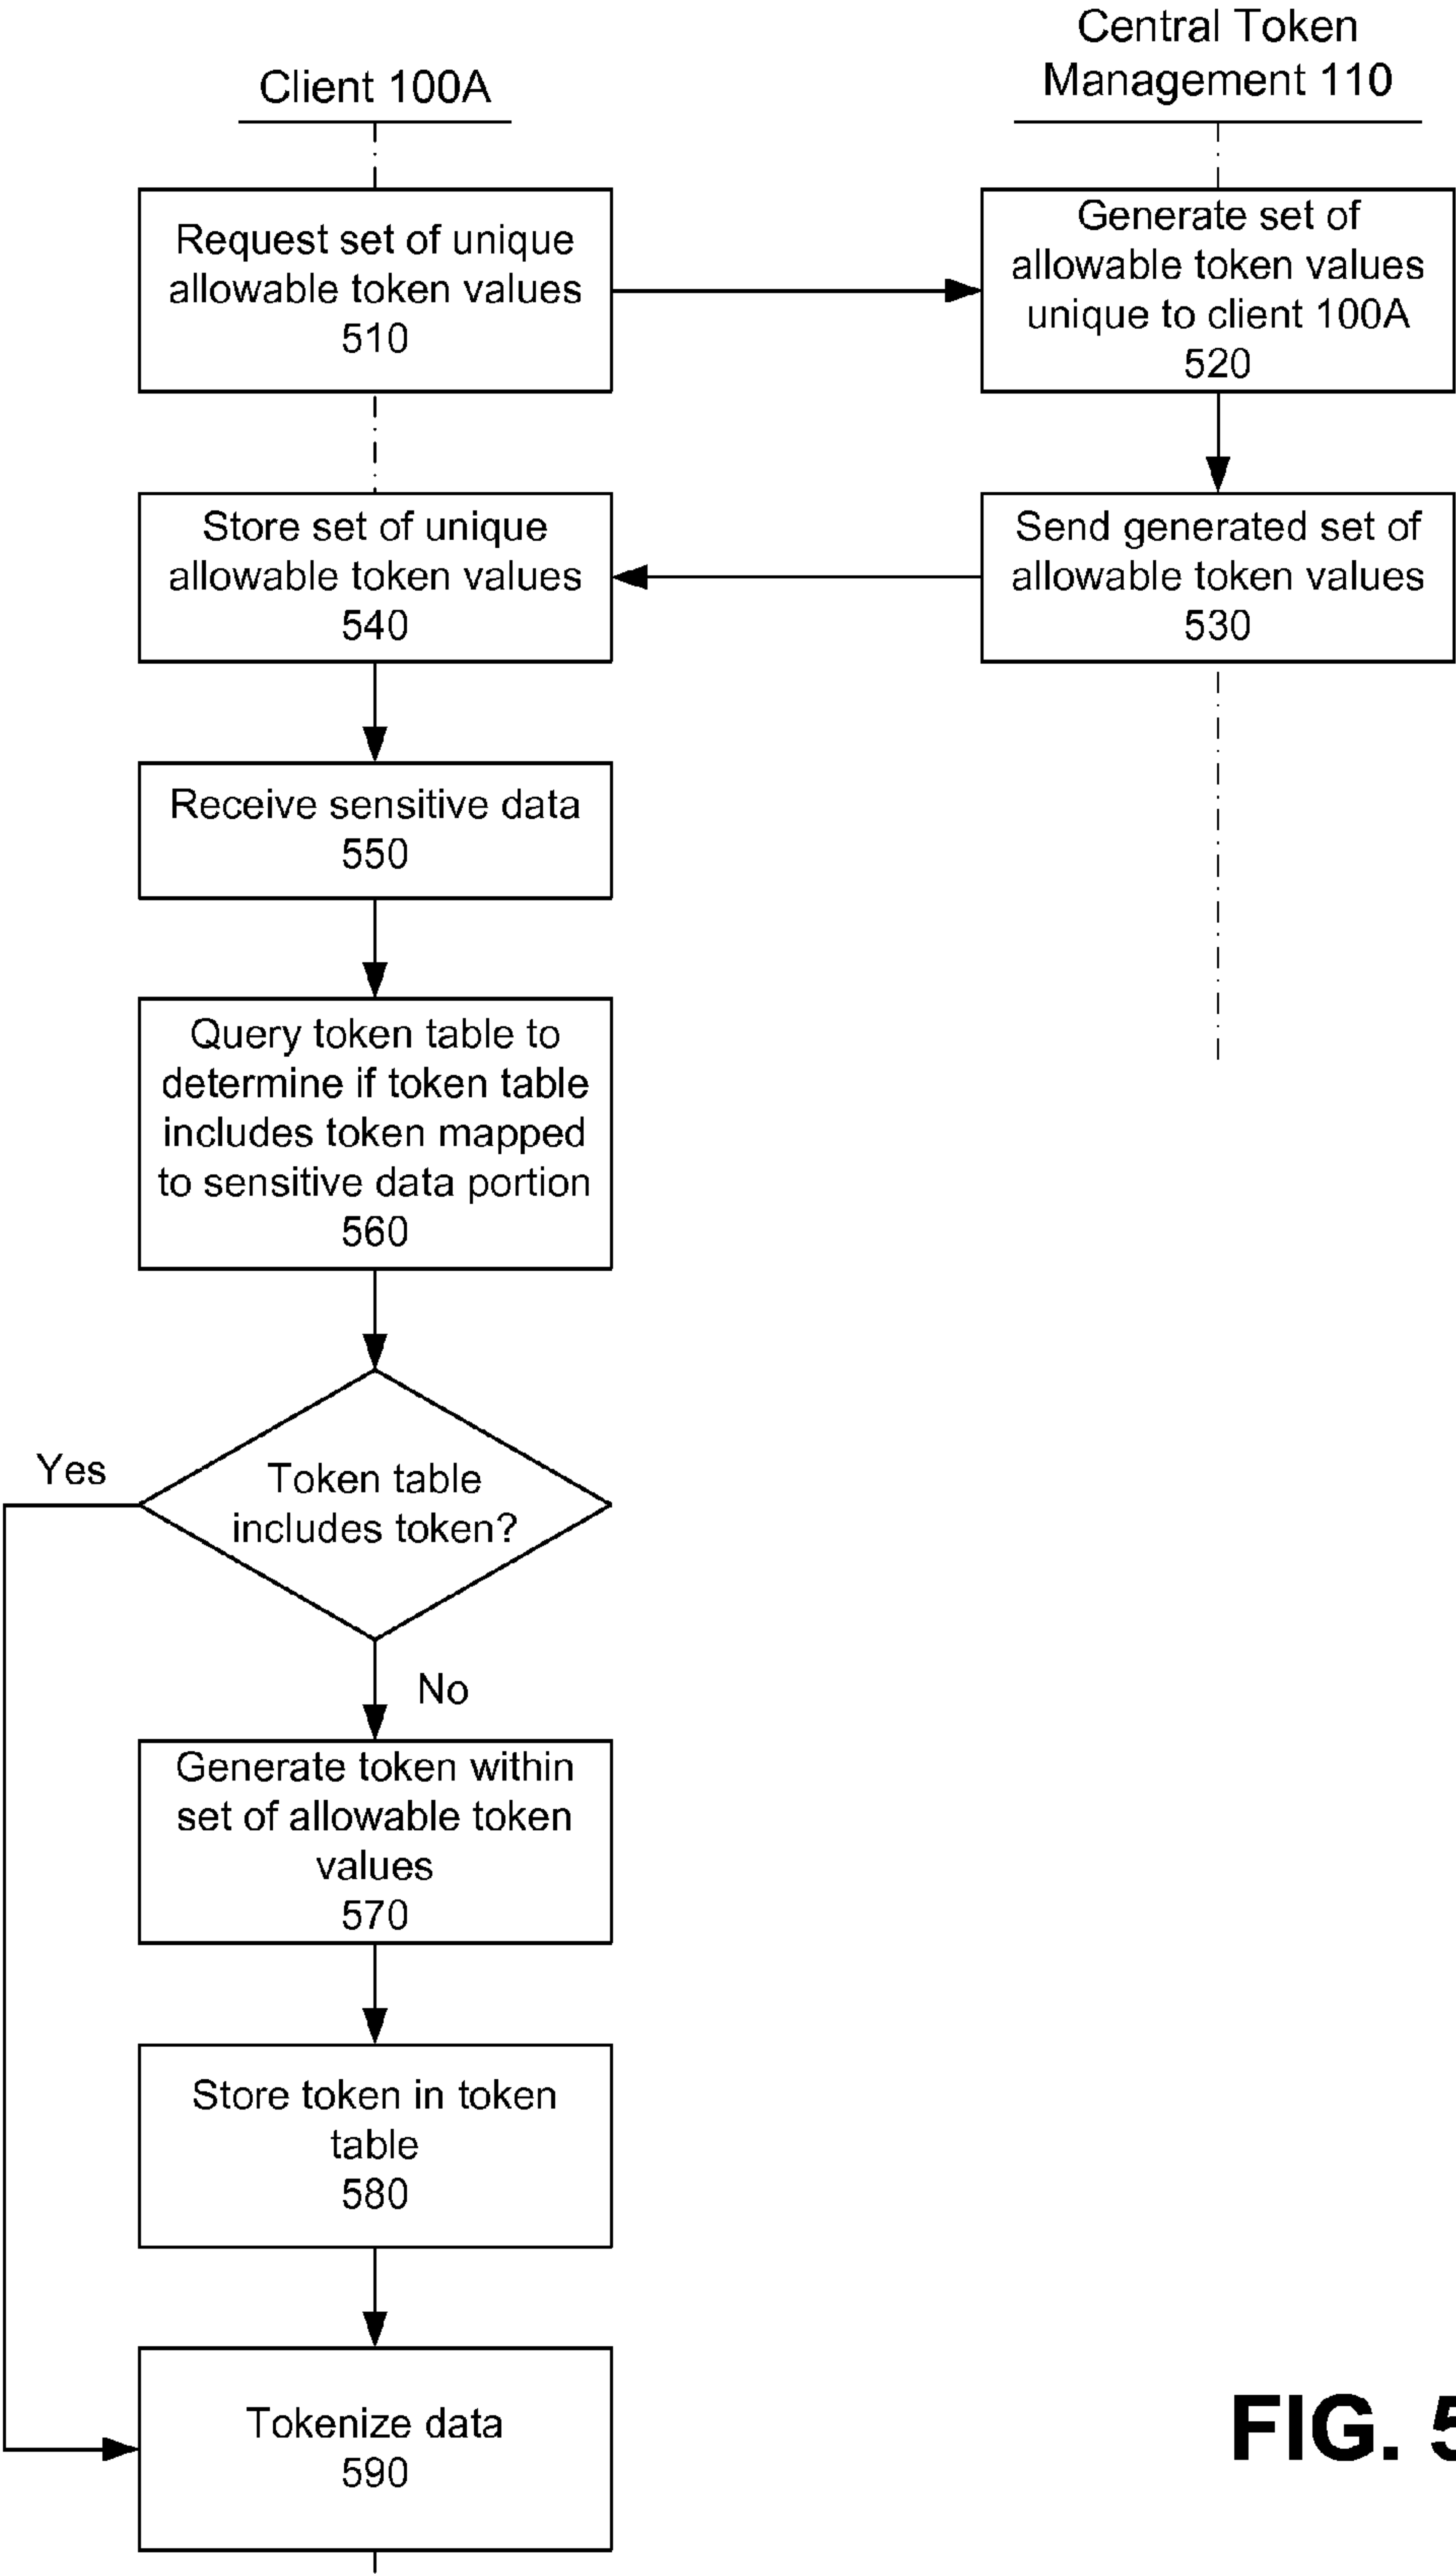 Client 100A
Central Token
Management 110
Request set of unique
allowable token values
510
Generate set of
allowable token values
unique to client 100A
520
Store set of unique
allowable token values
540
Send generated set of
allowable token values
530
Receive sensitive data
550
Query token table to
determine if token table
includes token mapped
to sensitive data portion
560
Token table
includes token?
Yes
No
Generate token within
set of allowable token
values
570
Store token in token
table
580
Tokenize data
590
FIG. 5